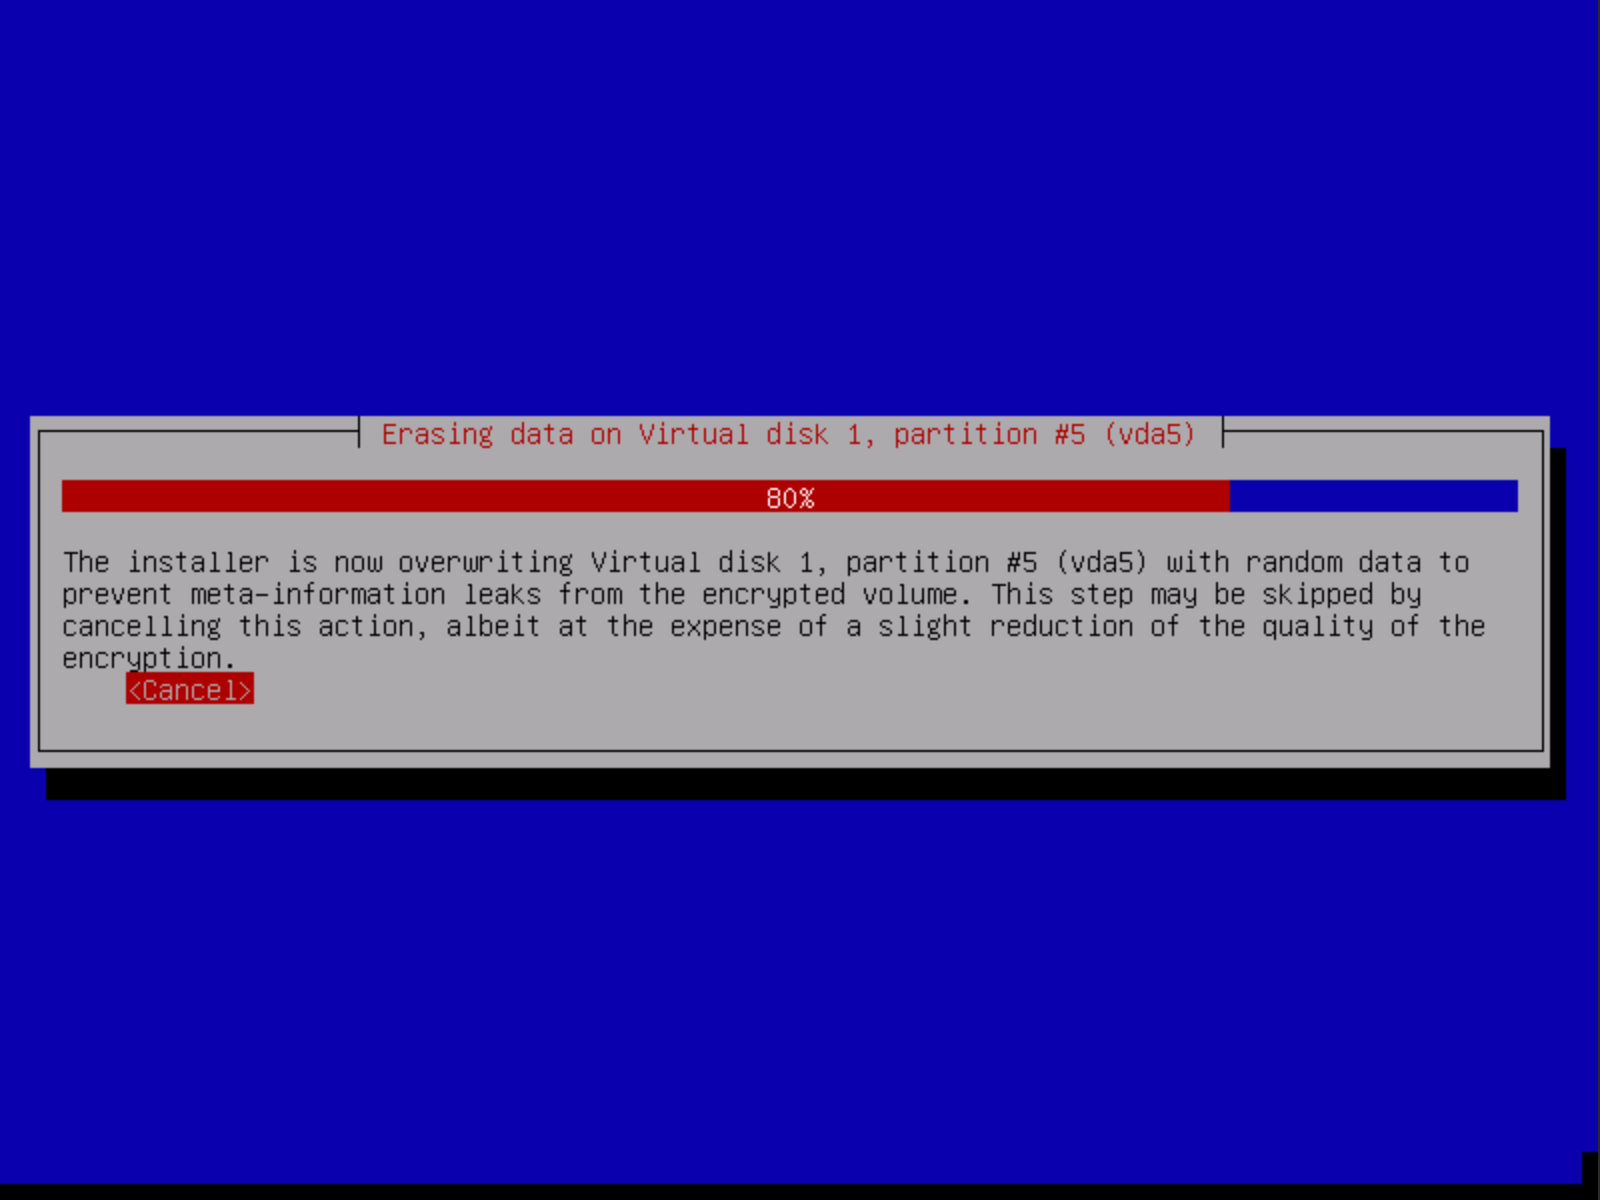 Erasing data on Virtual disk 1, partition #5 (vda5)
80%
The installer is now overwriting Virtual disk 1, partition #5 (vda5) with random data to
prevent meta-information leaks from the encrypted volume. This step may be skipped by
cancelling this action, albeit at the expense of a slight reduction of the quality of the
encryption.
<Cancel>